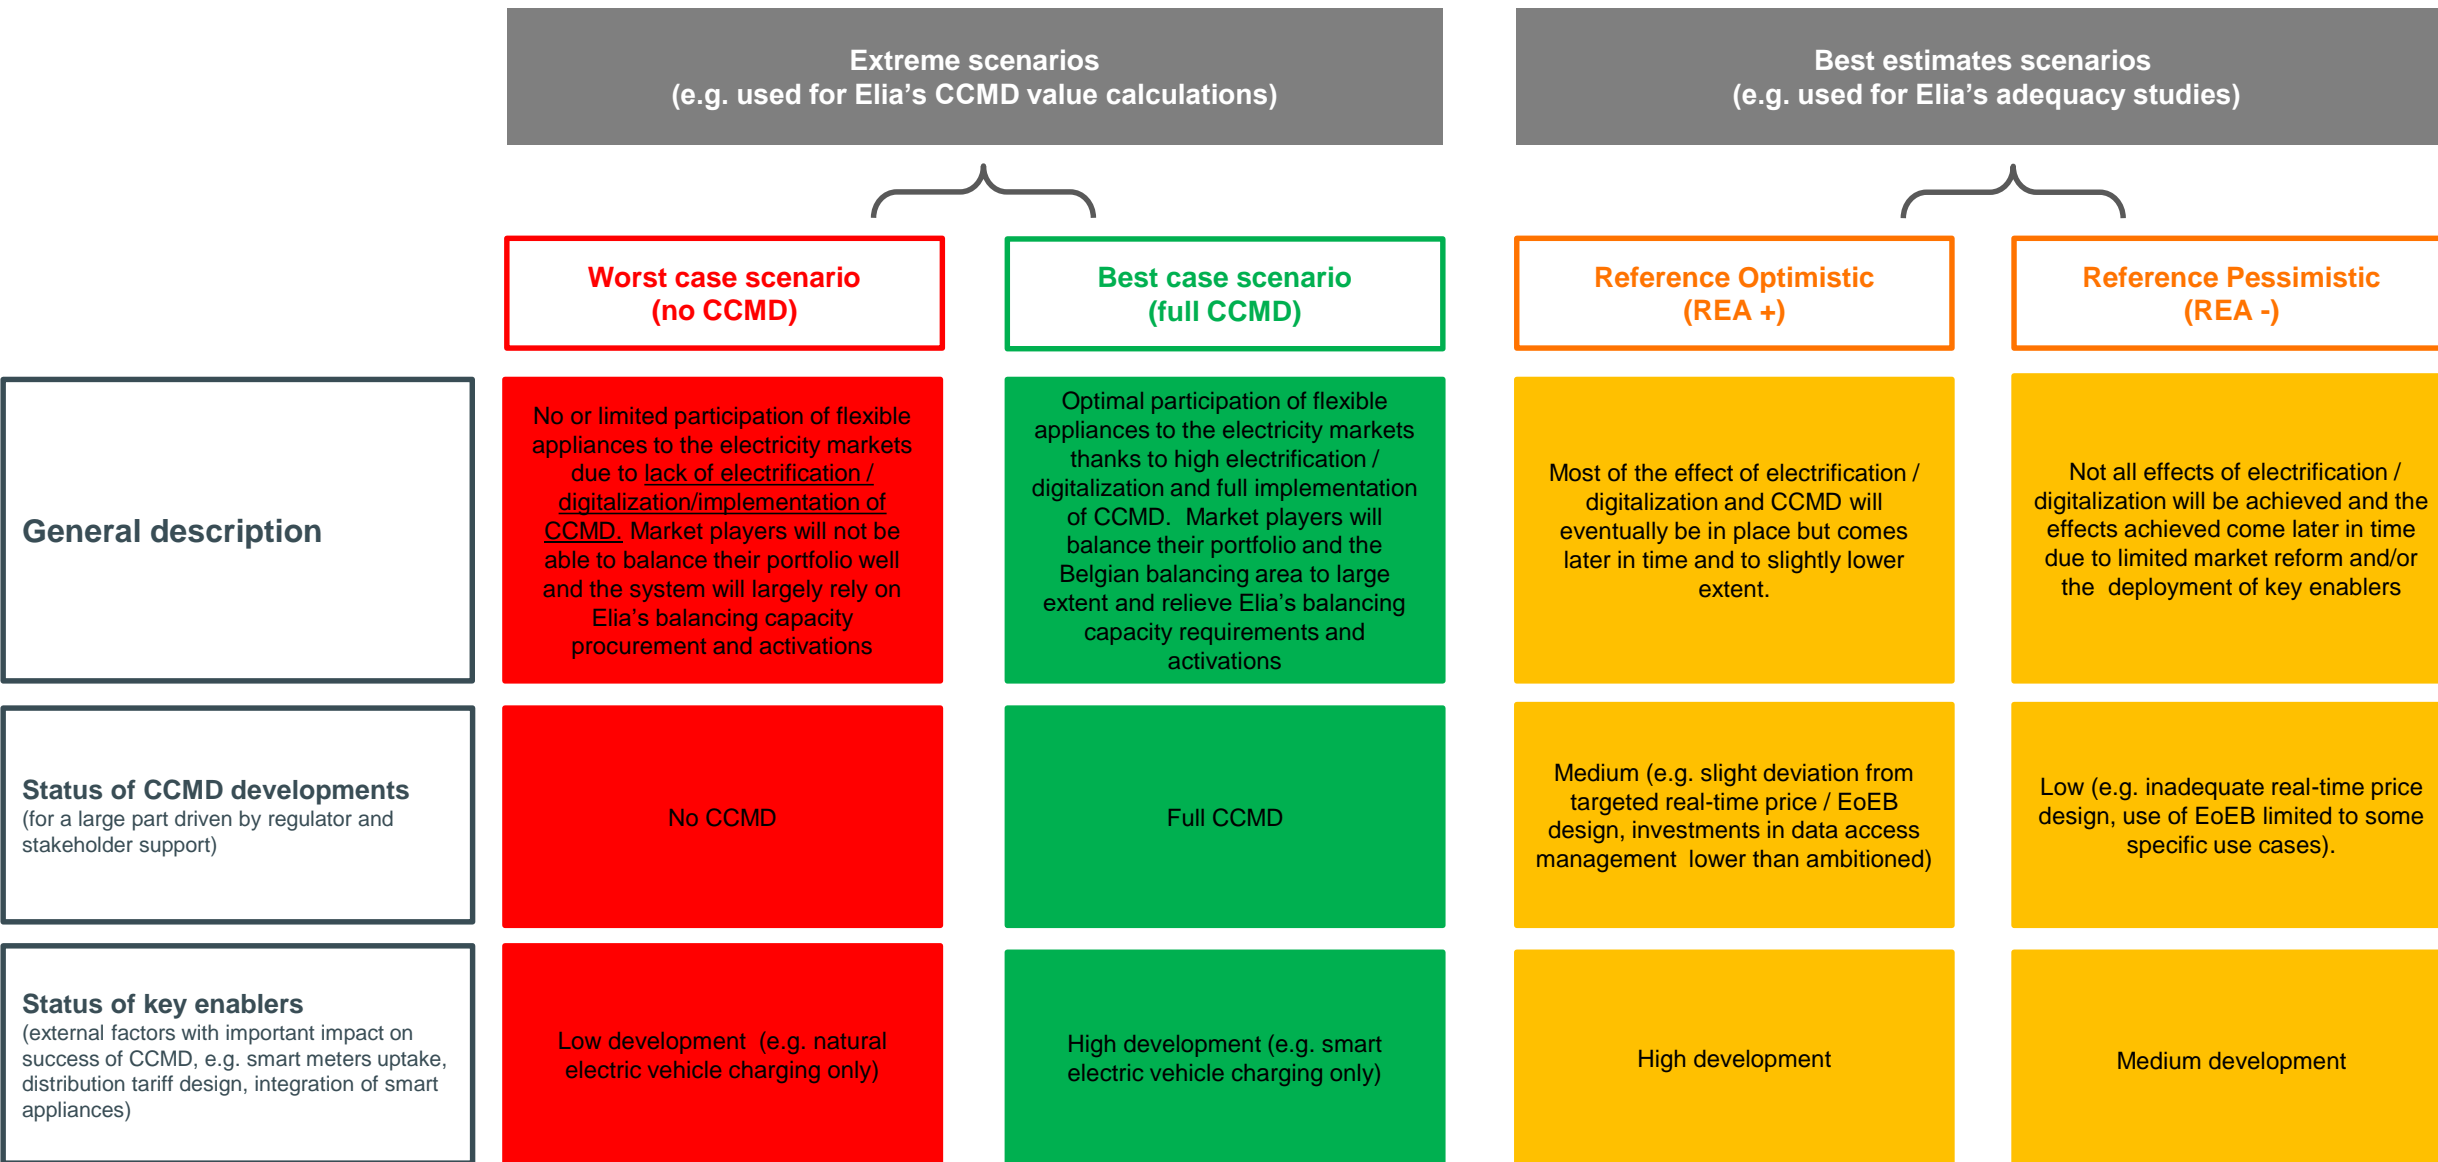 Extreme scenarios
(e.g. used for Elia's CCMD value calculations)
Best estimates scenarios
(e.g. used for Elia's adequacy studies)
Worst case scenario
(no CCMD)
Best case scenario
(full CCMD)
Reference Optimistic
(REA +)
Reference Pessimistic
(REA -)
General description
No or limited participation of flexible
appliances to the electricity markets
due to lack of electrification /
digitalization/implementation of
CCMD. Market players will not be
able to balance their portfolio well
and the system will largely rely on
Elia's balancing capacity
procurement and activations
Optimal participation of flexible
appliances to the electricity markets
thanks to high electrification /
digitalization and full implementation
of CCMD. Market players will
balance their portfolio and the
Belgian balancing area to large
extent and relieve Elia's balancing
capacity requirements and
activations
Most of the effect of electrification /
digitalization and CCMD will
eventually be in place but comes
later in time and to slightly lower
extent.
Not all effects of electrification /
digitalization will be achieved and the
effects achieved come later in time
due to limited market reform and/or
the deployment of key enablers
Status of CCMD developments
(for a large part driven by regulator and
stakeholder support)
No CCMD
Full CCMD
Medium (e.g. slight deviation from
targeted real-time price / EoEB
design, investments in data access
management lower than ambitioned)
Low (e.g. inadequate real-time price
design, use of EoEB limited to some
specific use cases).
Status of key enablers
(external factors with important impact on
success of CCMD, e.g. smart meters uptake,
distribution tariff design, integration of smart
appliances)
Low development (e.g. natural
electric vehicle charging only)
High development (e.g. smart
electric vehicle charging only)
High development
Medium development